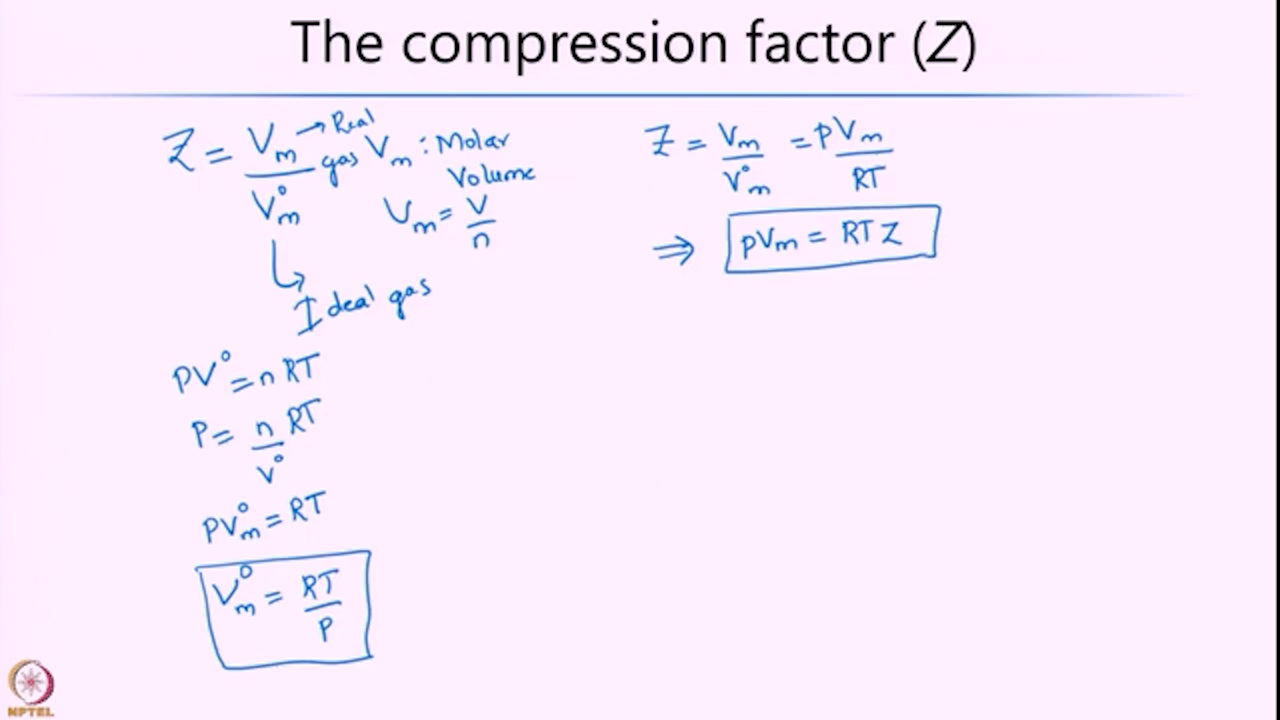 The compression factor (Z)
Z = Vm / V°m → Real gas
Vm : Molar Volume
Vm = V / n
↳ Ideal gas
PV° = nRT
P = n/V° RT
PV°m = RT
V°m = RT / P
Z = Vm / V°m = PVm / RT
⇒ pVm = RTZ
NPTEL